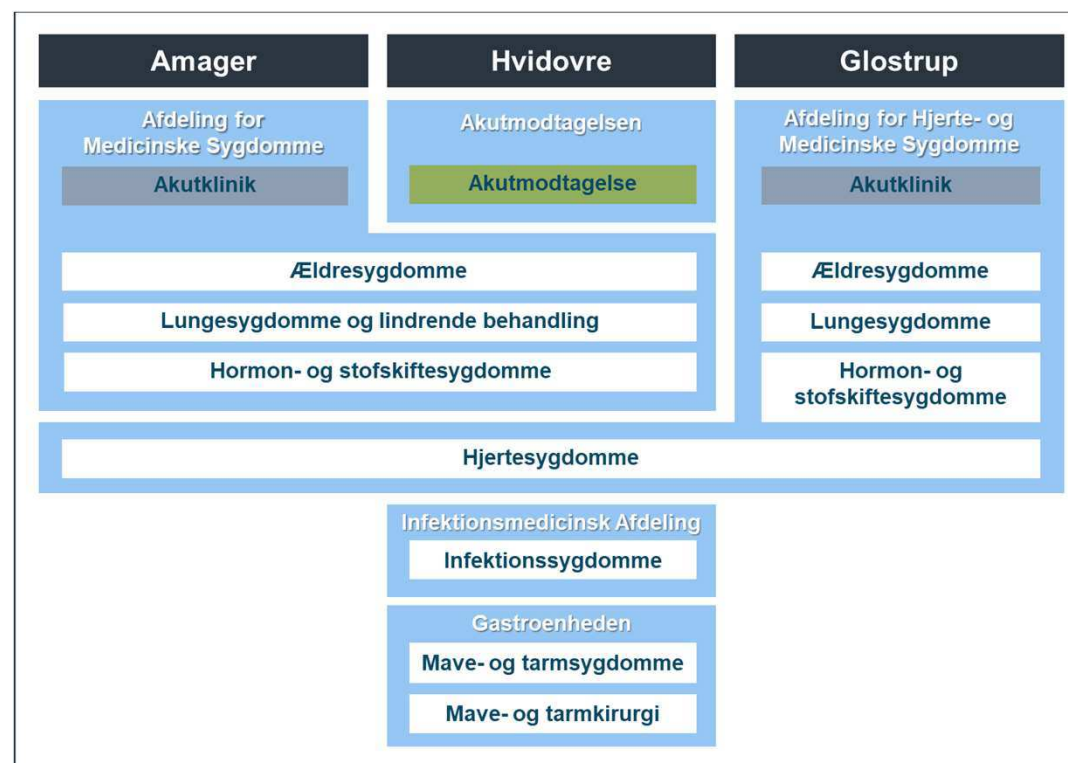 Amager
Hvidovre
Glostrup
Afdeling for
Medicinske Sygdomme
Akutklinik
Akutmodtagelsen
Akutmodtagelse
Afdeling for Hjerte- og
Medicinske Sygdomme
Akutklinik
Ældresygdomme
Ældresygdomme
Lungesygdomme og lindrende behandling
Lungesygdomme
Hormon- og stofskiftesygdomme
Hormon- og
stofskiftesygdomme
Hjertesygdomme
Infektionsmedicinsk Afdeling
Infektionssygdomme
Gastroenheden
Mave- og tarmsygdomme
Mave- og tarmkirurgi